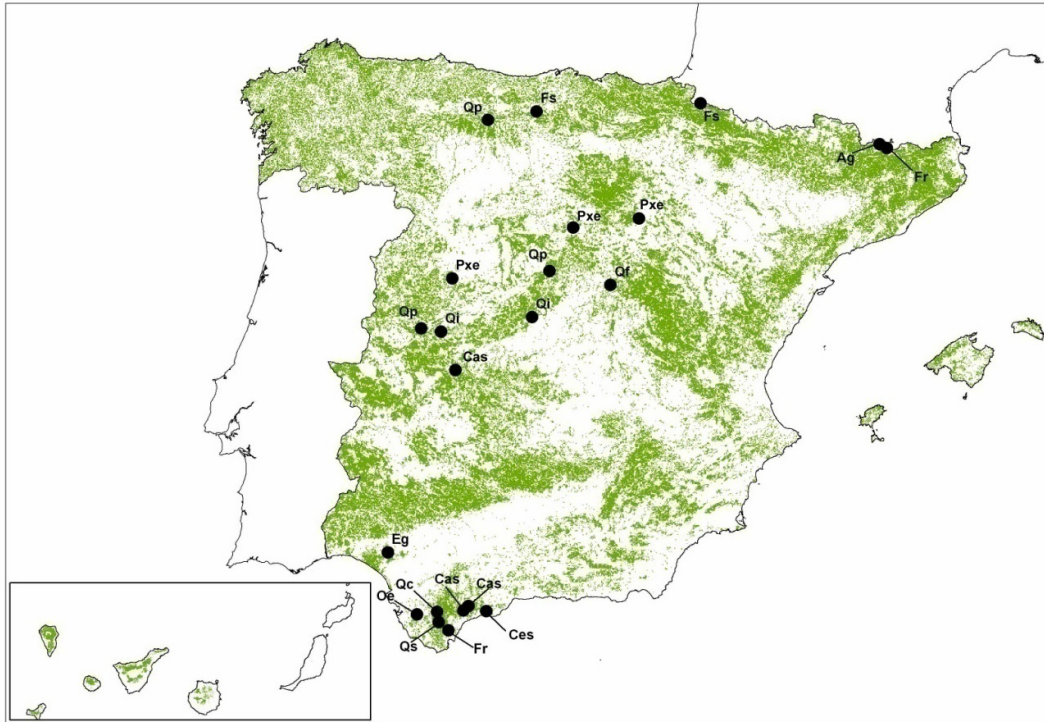 Qp
Fs
Fs
Ag
Fr
Pxe
Pxe
Pxe
Qp
Qf
Qp
Qi
Qi
Cas
Eg
Oe
Qc
Cas
Cas
Qs
Fr
Ces